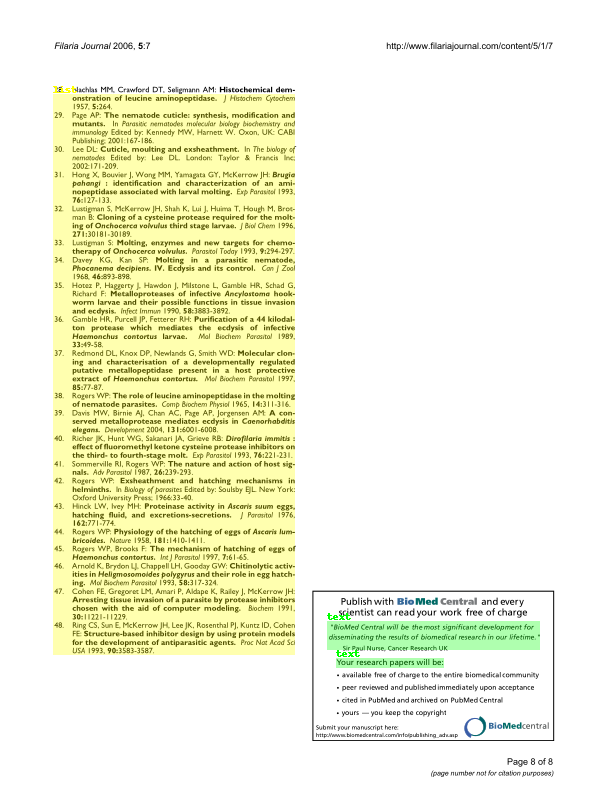 Filaria Journal 2006, 5:7
http://www.filariajournal.com/content/5/1/7
Nachlas MM, Crawford DT, Seligmann AM: Histochemical dem-
onstration of leucine aminopeptidase. J Histochem Cytochem
1957, 5:264.
29. Page AP: The nematode cuticle: synthesis, modification and
mutants. In Parasitic nematodes molecular biology biochemistry and
immunology Edited by: Kennedy MW, Harnett W. Oxon, UK: CABI
Publishing; 2001:167-186.
30. Lee DL: Cuticle, moulting and exsheathment. In The biology of
nematodes Edited by: Lee DL. London: Taylor & Francis Inc;
2002:171-209.
31. Hong X, Bouvier J, Wong MM, Yamagata GY, McKerrow JH: Brugia
pahangi : identification and characterization of an ami-
nopeptidase associated with larval molting. Exp Parasitol 1993,
76:127-133.
32. Lustigman S, McKerrow JH, Shah K, Lui J, Huima T, Hough M, Brot-
man B: Cloning of a cysteine protease required for the molt-
ing of Onchocerca volvulus third stage larvae. J Biol Chem 1996,
271:30181-30189.
33. Lustigman S: Molting, enzymes and new targets for chemo-
therapy of Onchocerca volvulus. Parasitol Today 1993, 9:294-297.
34. Davey KG, Kan SP: Molting in a parasitic nematode,
Phocanema decipiens. IV. Ecdysis and its control. Can J Zool
1968, 46:893-898.
35. Hotez P, Haggerty J, Hawdon J, Milstone L, Gamble HR, Schad G,
Richard F: Metalloproteases of infective Ancylostoma hook-
worm larvae and their possible functions in tissue invasion
and ecdysis. Infect Immun 1990, 58:3883-3892.
36. Gamble HR, Purcell JP, Fetterer RH: Purification of a 44 kilodal-
ton protease which mediates the ecdysis of infective
Haemonchus contortus larvae. Mol Biochem Parasitol 1989,
33:49-58.
37. Redmond DL, Knox DP, Newlands G, Smith WD: Molecular clon-
ing and characterisation of a developmentally regulated
putative metallopeptidase present in a host protective
extract of Haemonchus contortus. Mol Biochem Parasitol 1997,
85:77-87.
38. Rogers WP: The role of leucine aminopeptidase in the molting
of nematode parasites. Comp Biochem Physiol 1965, 14:311-316.
39. Davis MW, Birnie AJ, Chan AC, Page AP, Jorgensen AM: A con-
served metalloprotease mediates ecdysis in Caenorhabditis
elegans. Development 2004, 131:6001-6008.
40. Richer JK, Hunt WG, Sakanari JA, Grieve RB: Dirofilaria immitis :
effect of fluoromethyl ketone cysteine protease inhibitors on
the third- to fourth-stage molt. Exp Parasitol 1993, 76:221-231.
41. Sommerville RI, Rogers WP: The nature and action of host sig-
nals. Adv Parasitol 1987, 26:239-293.
42. Rogers WP: Exsheathment and hatching mechanisms in
helminths. In Biology of parasites Edited by: Soulsby EJL. New York:
Oxford University Press; 1966:33-40.
43. Hinck LW, Ivey MH: Proteinase activity in Ascaris suum eggs,
hatching fluid, and excretions-secretions. J Parasitol 1976,
162:771-774.
44. Rogers WP: Physiology of the hatching of eggs of Ascaris lum-
bricoides. Nature 1958, 181:1410-1411.
45. Rogers WP, Brooks F: The mechanism of hatching of eggs of
Haemonchus contortus. Int J Parasitol 1997, 7:61-65.
46. Arnold K, Brydon LJ, Chappell LH, Gooday GW: Chitinolytic activ-
ities in Heligmosomoides polygyrus and their role in egg hatch-
ing. Mol Biochem Parasitol 1993, 58:317-324.
47. Cohen FE, Gregoret LM, Amari P, Aldape K, Railey J, McKerrow JH:
Arresting tissue invasion of a parasite by protease inhibitors
chosen with the aid of computer modeling. Biochem 1991,
30:11221-11229.
48. Ring CS, Sun E, McKerrow JH, Lee JK, Rosenthal PJ, Kuntz ID, Cohen
FE: Structure-based inhibitor design by using protein models
for the development of antiparasitic agents. Proc Nat Acad Sci
USA 1993, 90:3583-3587.
Publish with BioMed Central and every
scientist can read your work free of charge
text
"BioMed Central will be the most significant development for
disseminating the results of biomedical research in our lifetime."
Sir Paul Nurse, Cancer Research UK
text
Your research papers will be:
• available free of charge to the entire biomedical community
• peer reviewed and published immediately upon acceptance
• cited in PubMed and archived on PubMed Central
• yours — you keep the copyright
Submit your manuscript here:
http://www.biomedcentral.com/info/publishing_adv.asp
BioMedcentral
Page 8 of 8
(page number not for citation purposes)